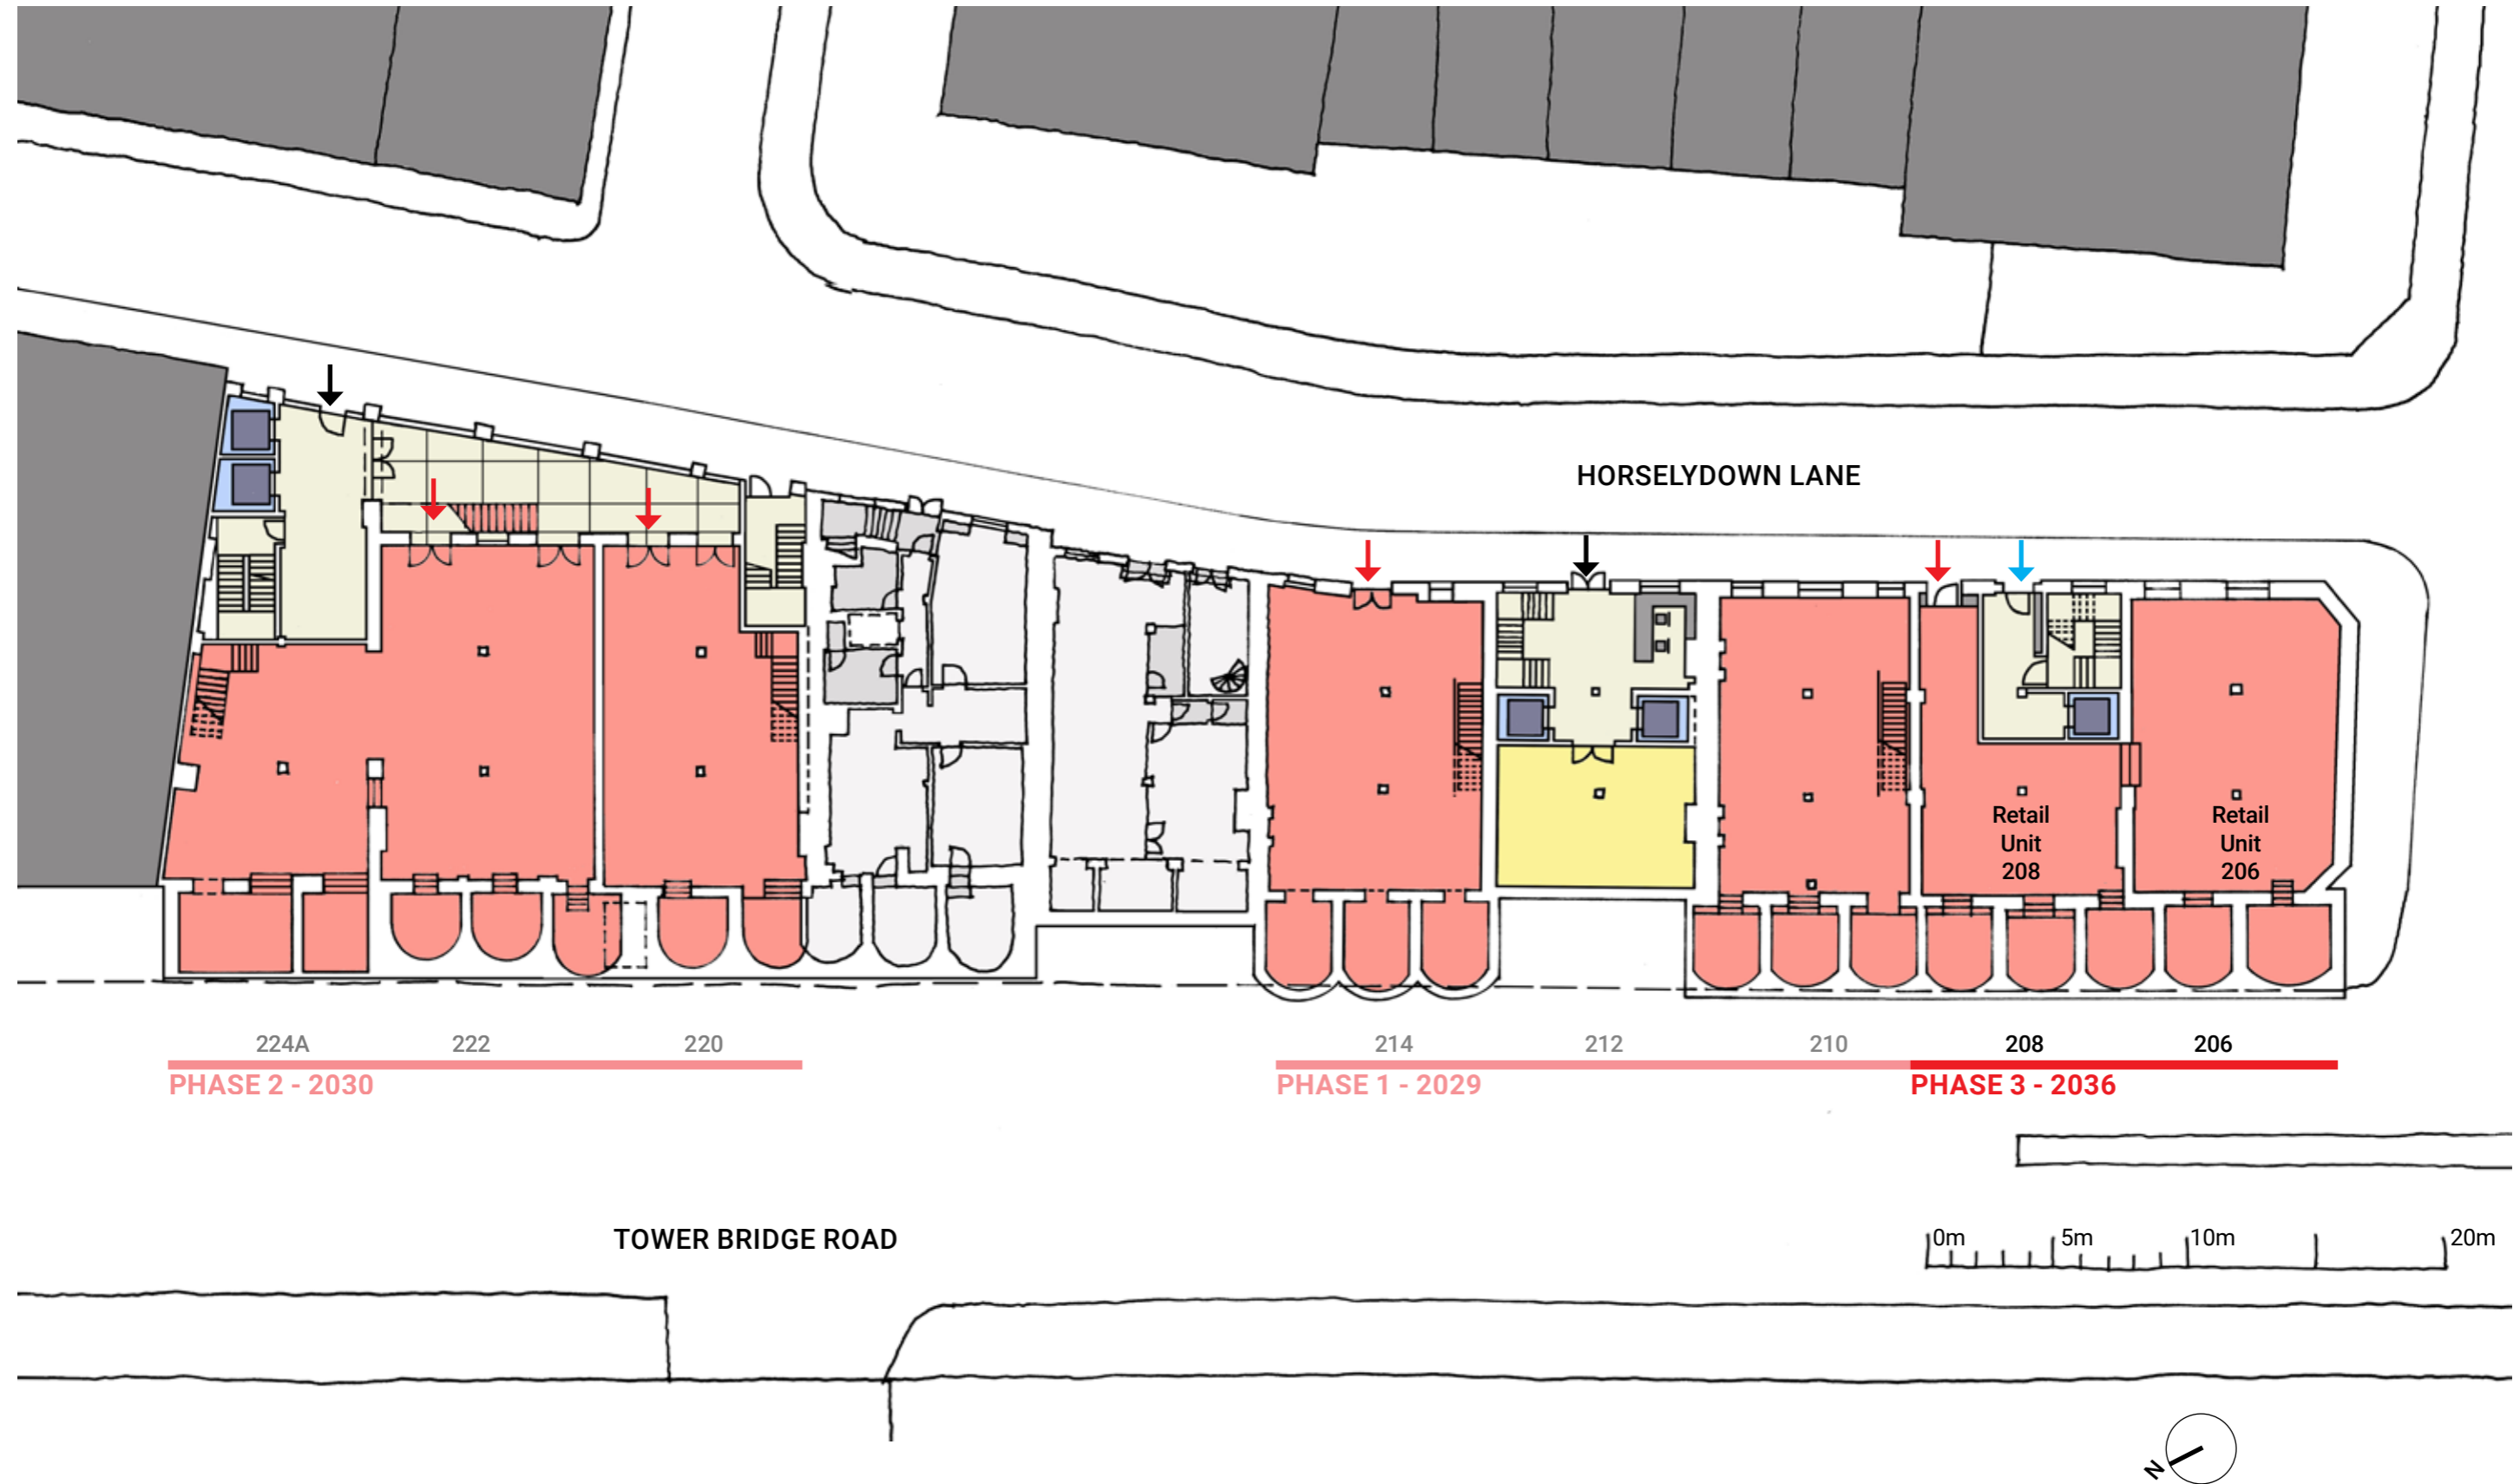 HORSELYDOWN LANE
Retail
Unit
208
Retail
Unit
206
224A 222 220 214 212 210 208 206
PHASE 2 - 2030 PHASE 1 - 2029 PHASE 3 - 2036
TOWER BRIDGE ROAD
0m 5m 10m 20m
N